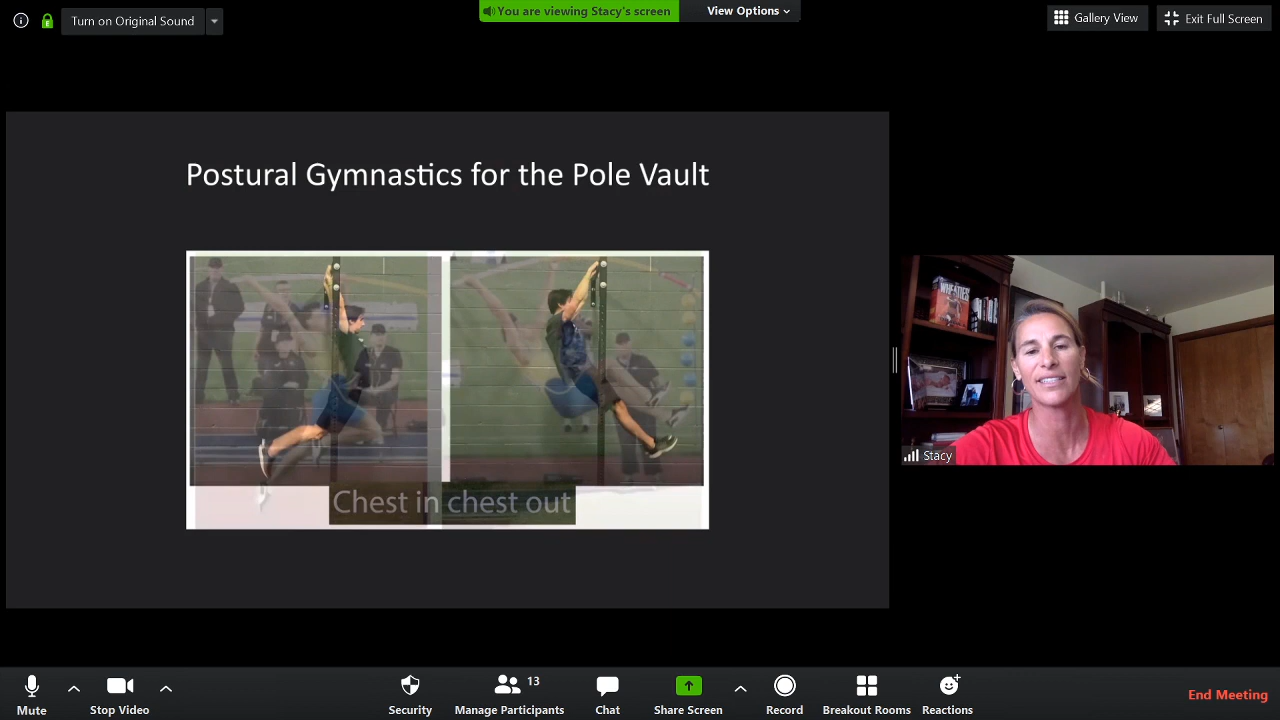 Turn on Original Sound
You are viewing Stacy's screen
View Options
Gallery View
Exit Full Screen
Postural Gymnastics for the Pole Vault
Chest in chest out
WHEATIES
Stacy
Mute
Stop Video
Security
13
Manage Participants
Chat
Share Screen
Record
Breakout Rooms
Reactions
End Meeting